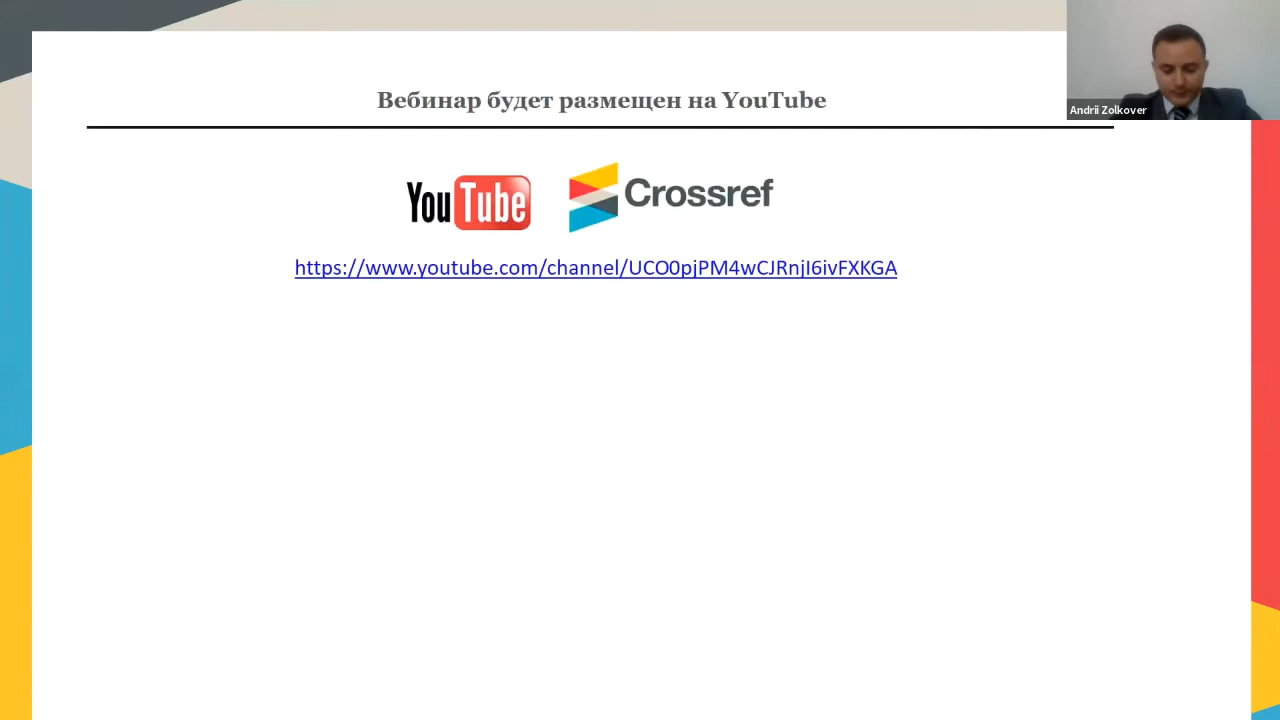 Вебинар будет размещен на YouTube
Andrii Zolkover
YouTube
Crossref
https://www.youtube.com/channel/UCO0pjPM4wCJRnjI6ivFXKGA